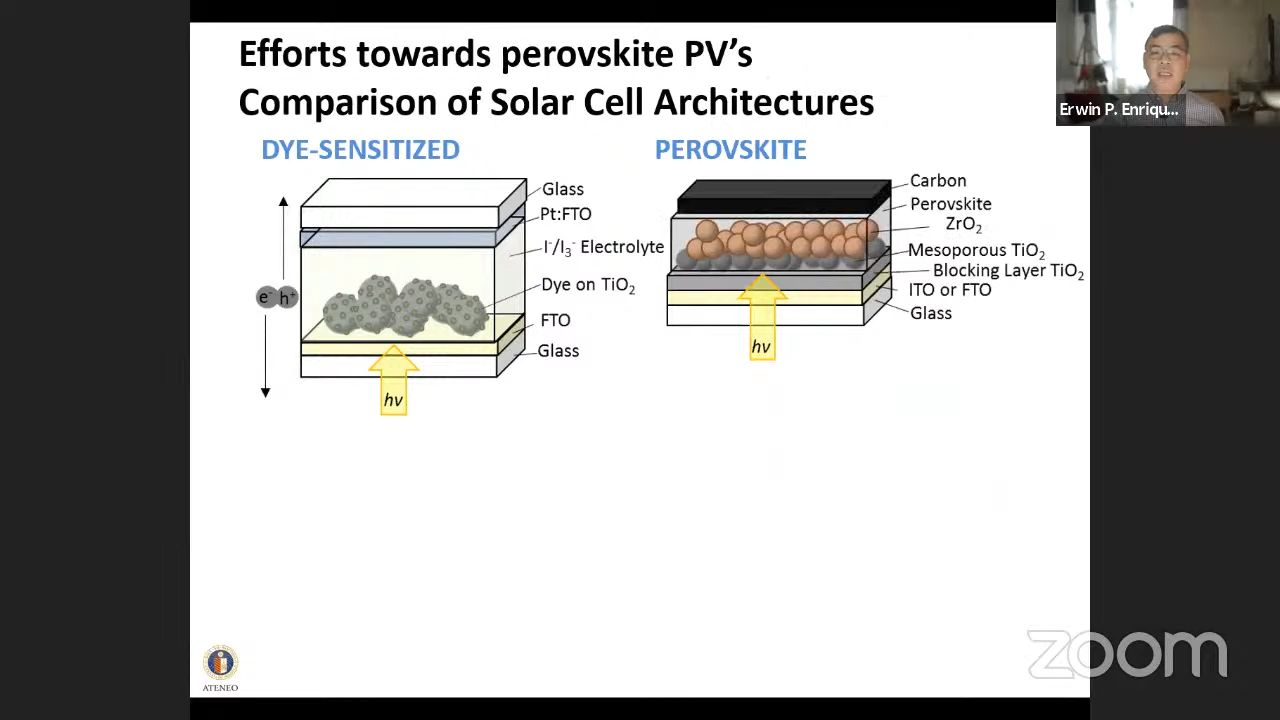 Efforts towards perovskite PV's
Comparison of Solar Cell Architectures
DYE-SENSITIZED
Glass
Pt:FTO
I⁻/I₃⁻ Electrolyte
Dye on TiO₂
FTO
Glass
e⁻ h⁺
hν
PEROVSKITE
Carbon
Perovskite
ZrO₂
Mesoporous TiO₂
Blocking Layer TiO₂
ITO or FTO
Glass
hν
Erwin P. Enriqu...
ATENEO
zoom